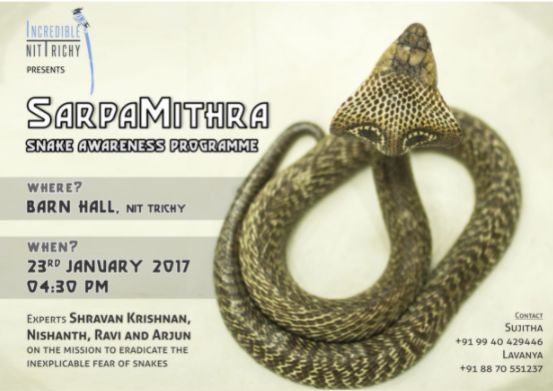 INCREDIBLE
NITTRICHY
PRESENTS
SARPAMITHRA
SNAKE AWARENESS PROGRAMME
WHERE?
BARN HALL, NIT TRICHY
WHEN?
23RD JANUARY 2017
04:30 PM
EXPERTS SHRAVAN KRISHNAN,
NISHANTH, RAVI AND ARJUN
ON THE MISSION TO ERADICATE THE
INEXPLICABLE FEAR OF SNAKES
CONTACT
SUJITHA
+91 99 40 429446
LAVANYA
+91 88 70 551237